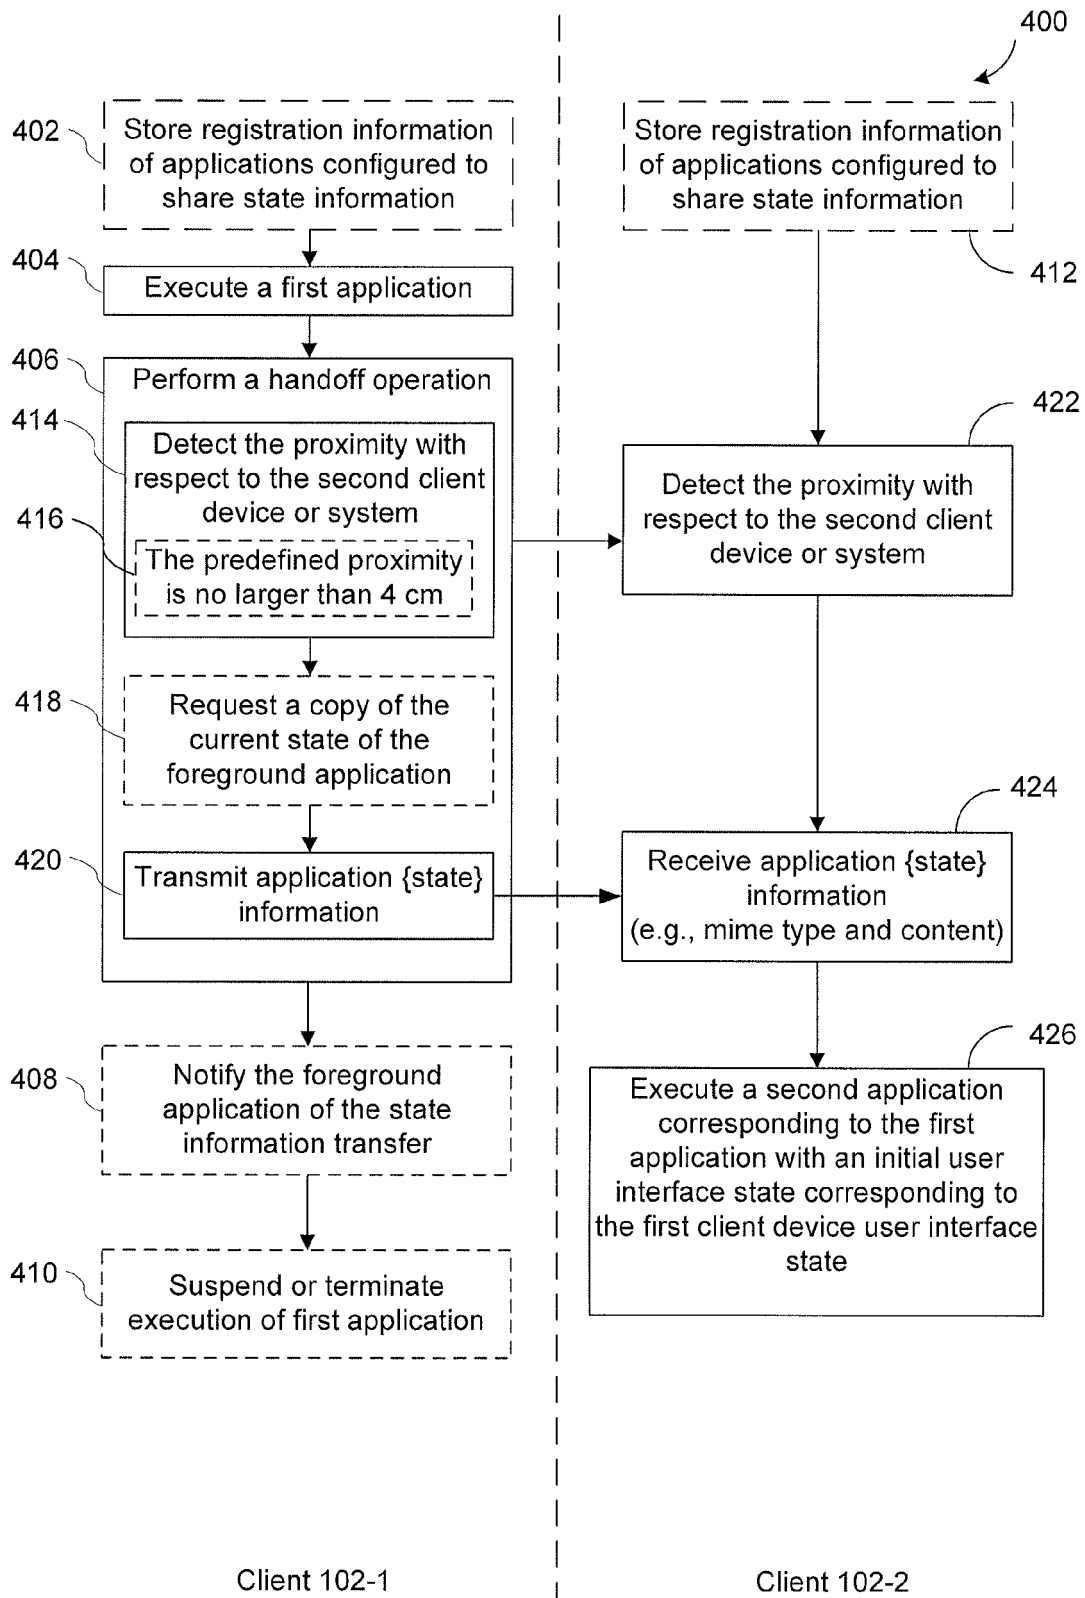 400
402
Store registration information
of applications configured to
share state information
404
Execute a first application
406
Perform a handoff operation
414
Detect the proximity with
respect to the second client
device or system
416
The predefined proximity
is no larger than 4 cm
418
Request a copy of the
current state of the
foreground application
420
Transmit application {state}
information
408
Notify the foreground
application of the state
information transfer
410
Suspend or terminate
execution of first application
Client 102-1
Store registration information
of applications configured to
share state information
412
422
Detect the proximity with
respect to the second client
device or system
424
Receive application {state}
information
(e.g., mime type and content)
426
Execute a second application
corresponding to the first
application with an initial user
interface state corresponding to
the first client device user interface
state
Client 102-2